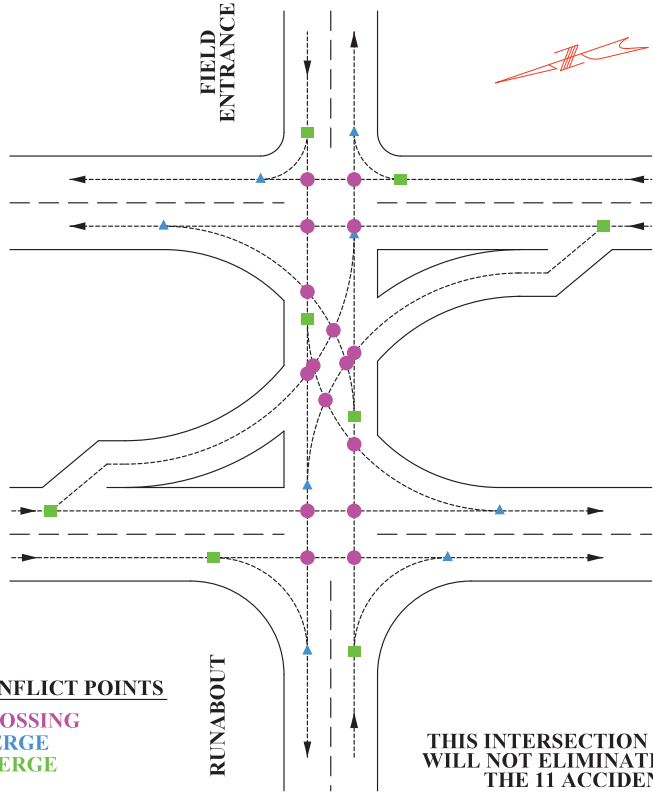 FIELD
ENTRANCE
RUNABOUT
NFLICT POINTS
OSSING
ERGE
ERGE
THIS INTERSECTION
WILL NOT ELIMINAT
THE 11 ACCIDEN